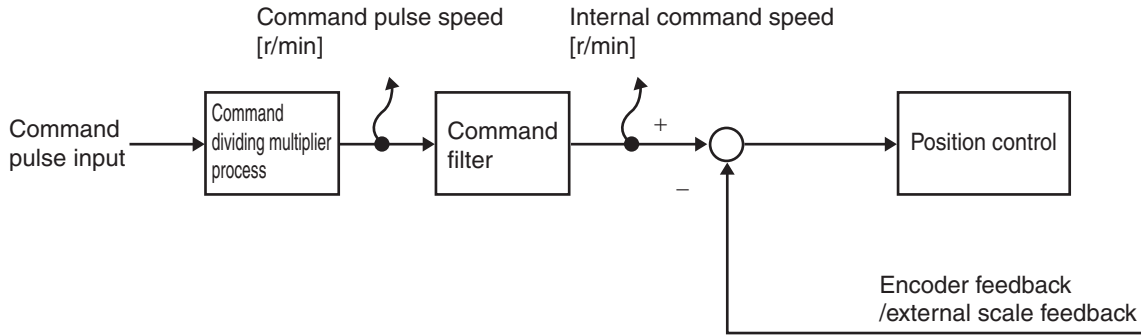 Command pulse speed
[r/min]
Internal command speed
[r/min]
Command
pulse input
Command
dividing multiplier
process
Command
filter
+
−
Position control
Encoder feedback
/external scale feedback